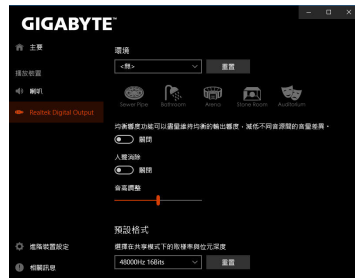 GIGABYTE™
主要
環境
<無>
重置
播放裝置
喇叭
Sewer Pipe
Bathroom
Arena
Stone Room
Auditorium
Realtek Digital Output
均衡響度功能可以盡量維持均衡的輸出響度，減低不同音源間的音量差異。
關閉
人聲消除
關閉
音高調整
預設格式
進階裝置設定
選擇在共享模式下的取樣率與位元深度
48000Hz 16Bits
重置
相關訊息